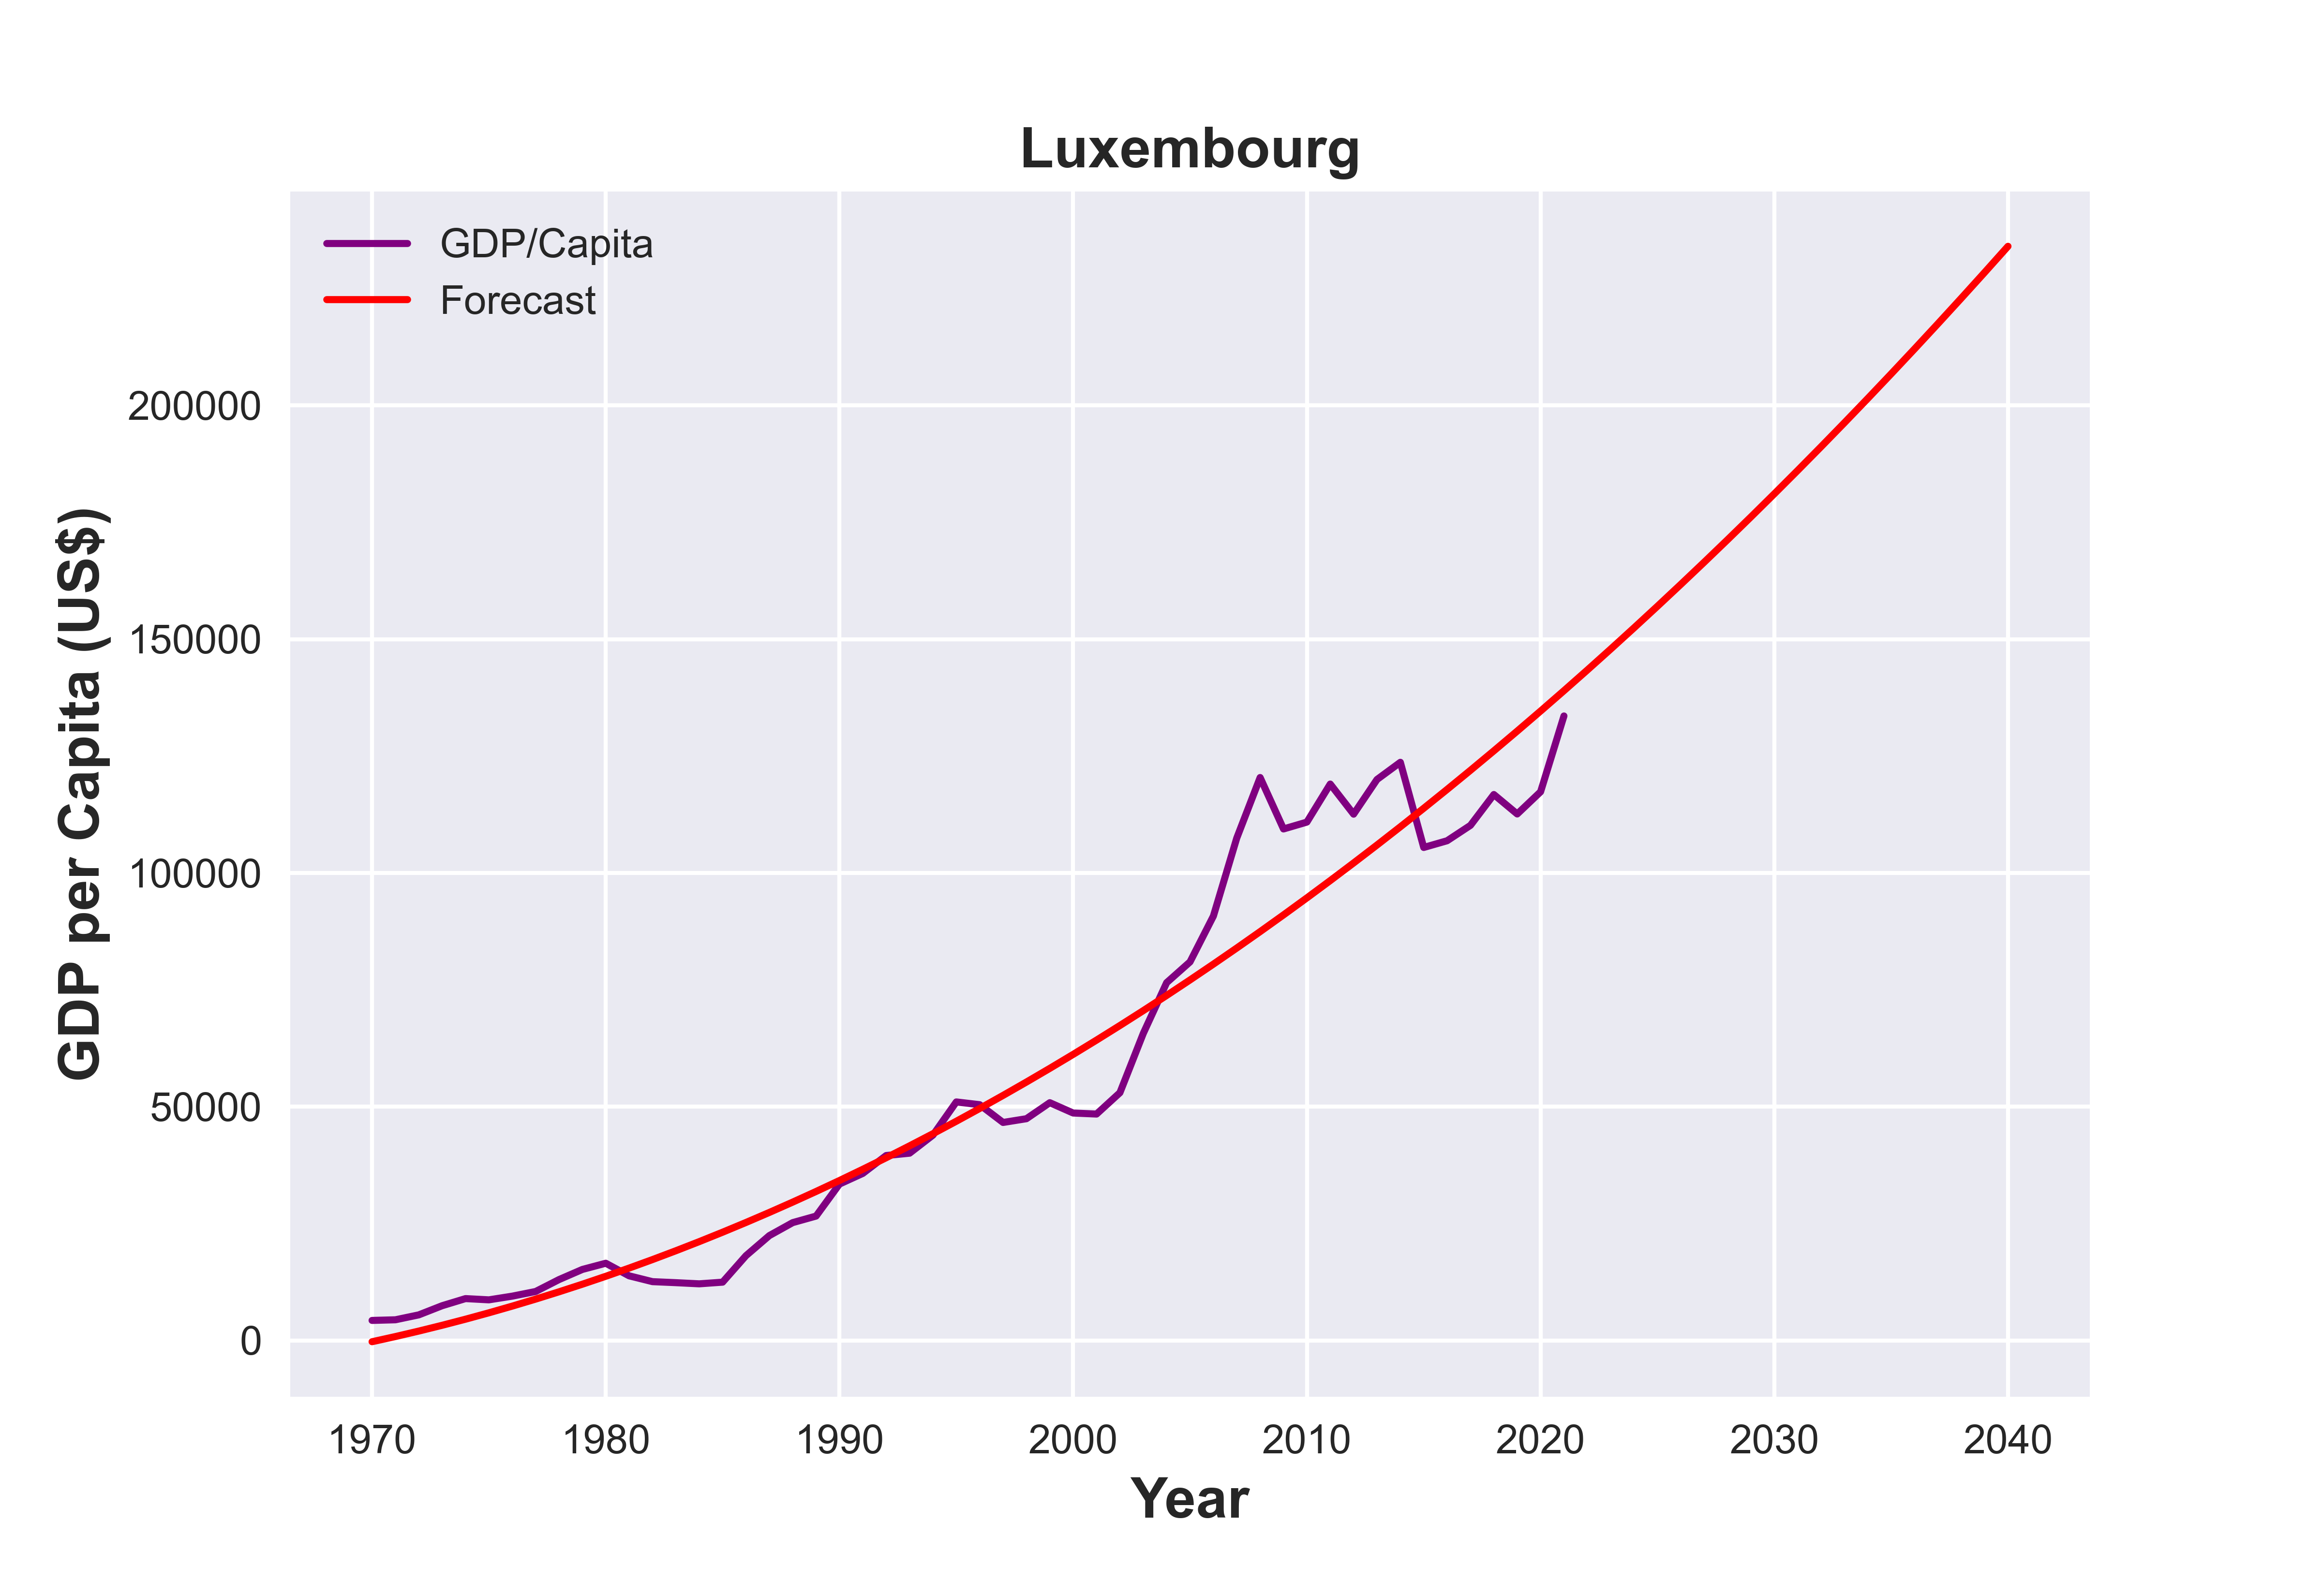 Luxembourg
GDP/Capita
Forecast
GDP per Capita (US$)
200000
150000
100000
50000
0
1970 1980 1990 2000 2010 2020 2030 2040
Year